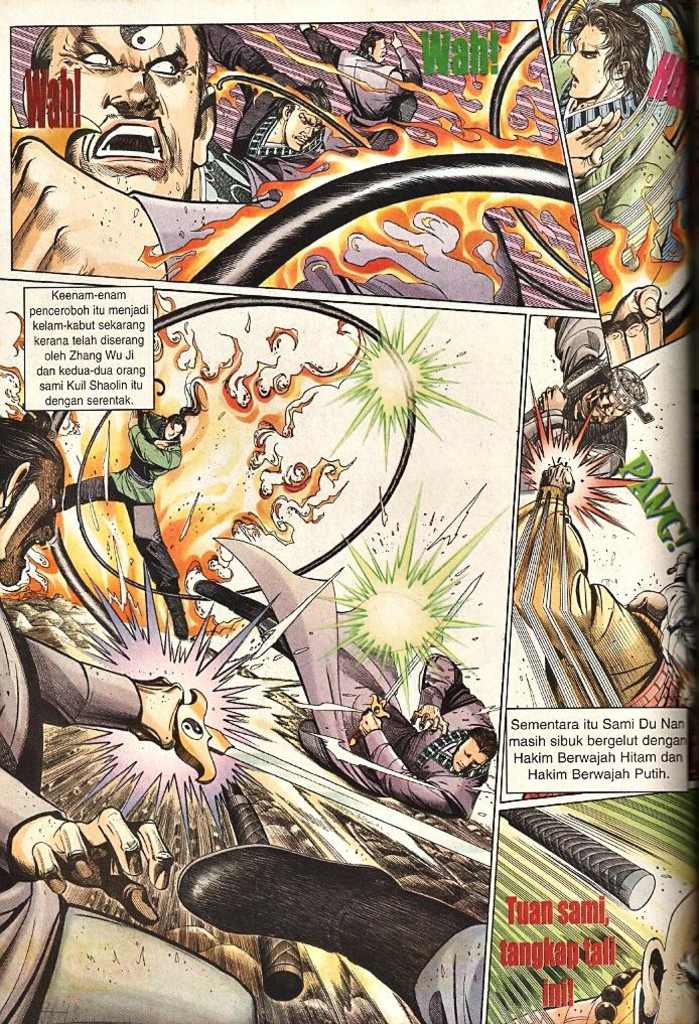 Wah!
Wah!
Keenam-enam
penceroboh itu menjadi
kelam-kabut sekarang
kerana telah diserang
oleh Zhang Wu Ji
dan kedua-dua orang
sami Kuil Shaolin itu
dengan serentak.
PANG!
Sementara itu Sami Du Nan
masih sibuk bergelut dengan
Hakim Berwajah Hitam dan
Hakim Berwajah Putih.
Tuan sami,
tangkap tali
ini!